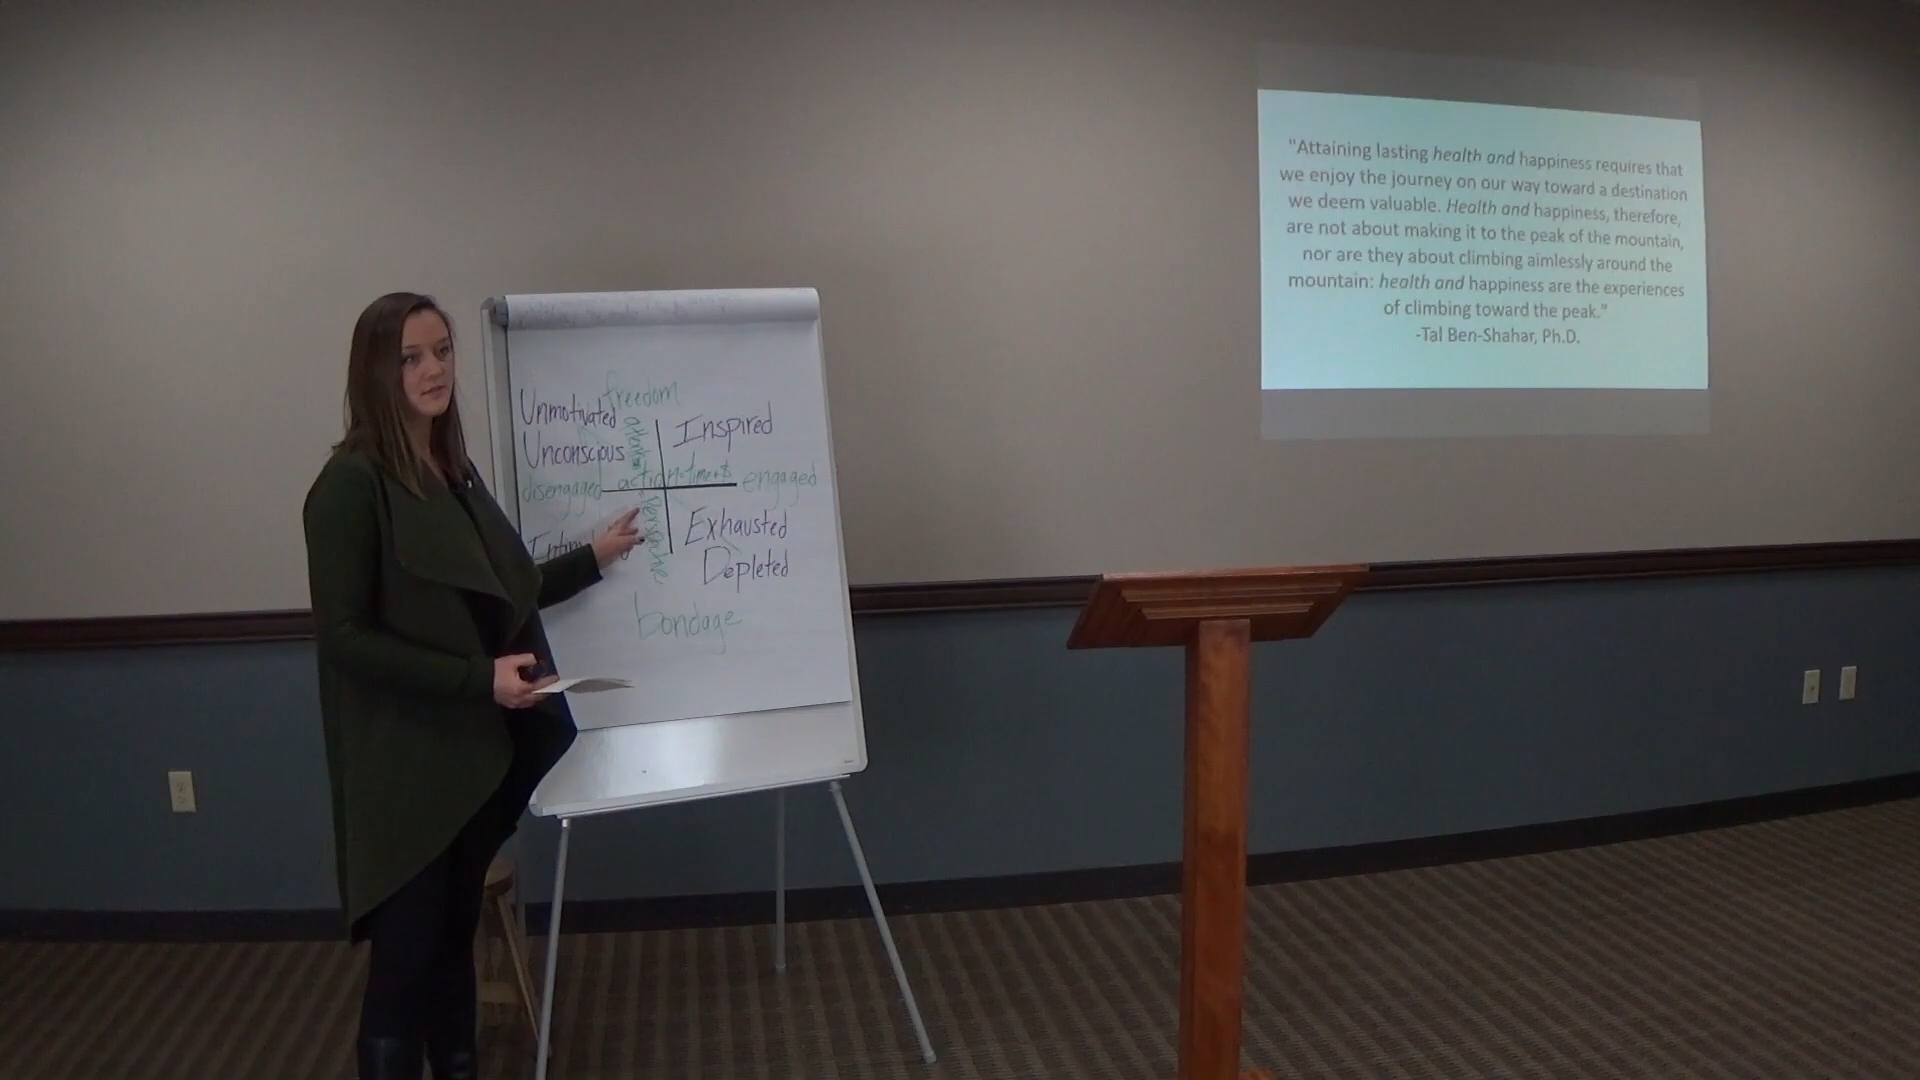 "Attaining lasting health and happiness requires that
we enjoy the journey on our way toward a destination
we deem valuable. Health and happiness, therefore,
are not about making it to the peak of the mountain,
nor are they about climbing aimlessly around the
mountain: health and happiness are the experiences
of climbing toward the peak."
-Tal Ben-Shahar, Ph.D.
freedom
Unmotivated
Unconscious
Inspired
disengaged
action
engaged
Exhausted
Depleted
bondage